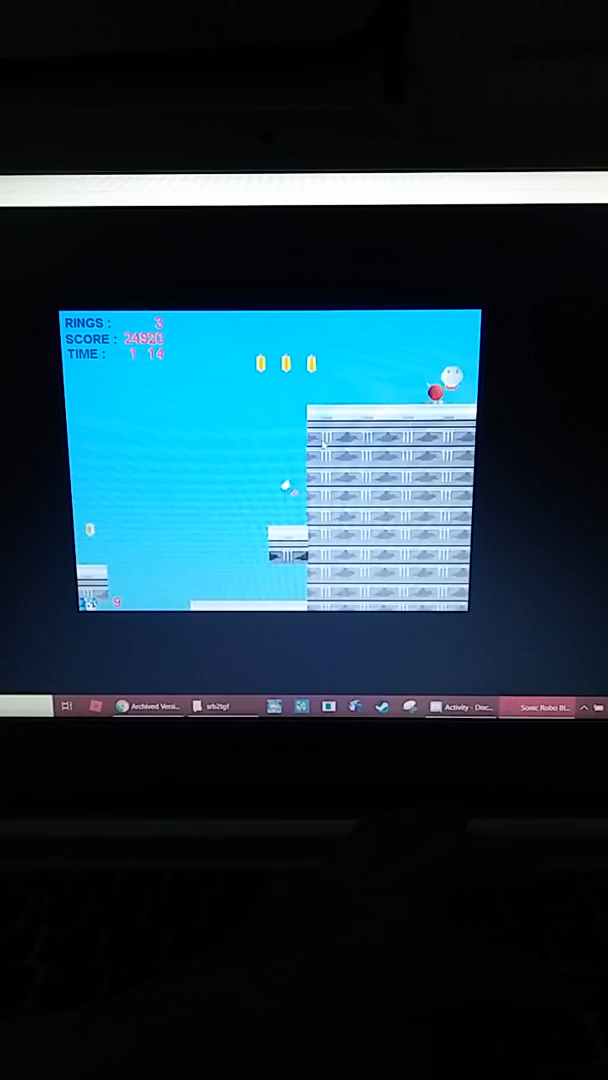 RINGS : 3
SCORE : 24920
TIME : 1 14
9
Archived Versi...
srb2tgf
Activity - Disc...
Sonic Robo Bl...